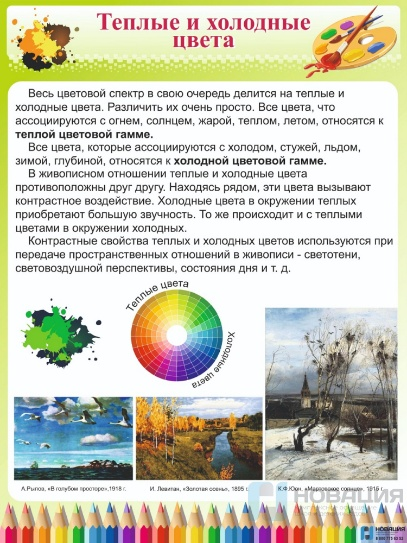 Теплые и холодные
цвета
Весь цветовой спектр в свою очередь делится на теплые и
холодные цвета. Различить их очень просто. Все цвета, что
ассоциируются с огнем, солнцем, жарой, теплом, летом, относятся к
теплой цветовой гамме.
Все цвета, которые ассоциируются с холодом, стужей, льдом,
зимой, глубиной, относятся к холодной цветовой гамме.
В живописном отношении теплые и холодные цвета
противоположны друг другу. Находясь рядом, эти цвета вызывают
контрастное воздействие. Холодные цвета в окружении теплых
приобретают большую звучность. То же происходит и с теплыми
цветами в окружении холодных.
Контрастные свойства теплых и холодных цветов используются при
передаче пространственных отношений в живописи - светотени,
световоздушной перспективы, состояния дня и т. д.
Теплые цвета
Холодные цвета
А.Рылов, «В голубом просторе»,1918 г.
И. Левитан, «Золотая осень», 1895 г.
К.Ф.Юон, «Мартовское солнце», 1915 г.
НОВАЦИЯ
НОВАЦИЯ